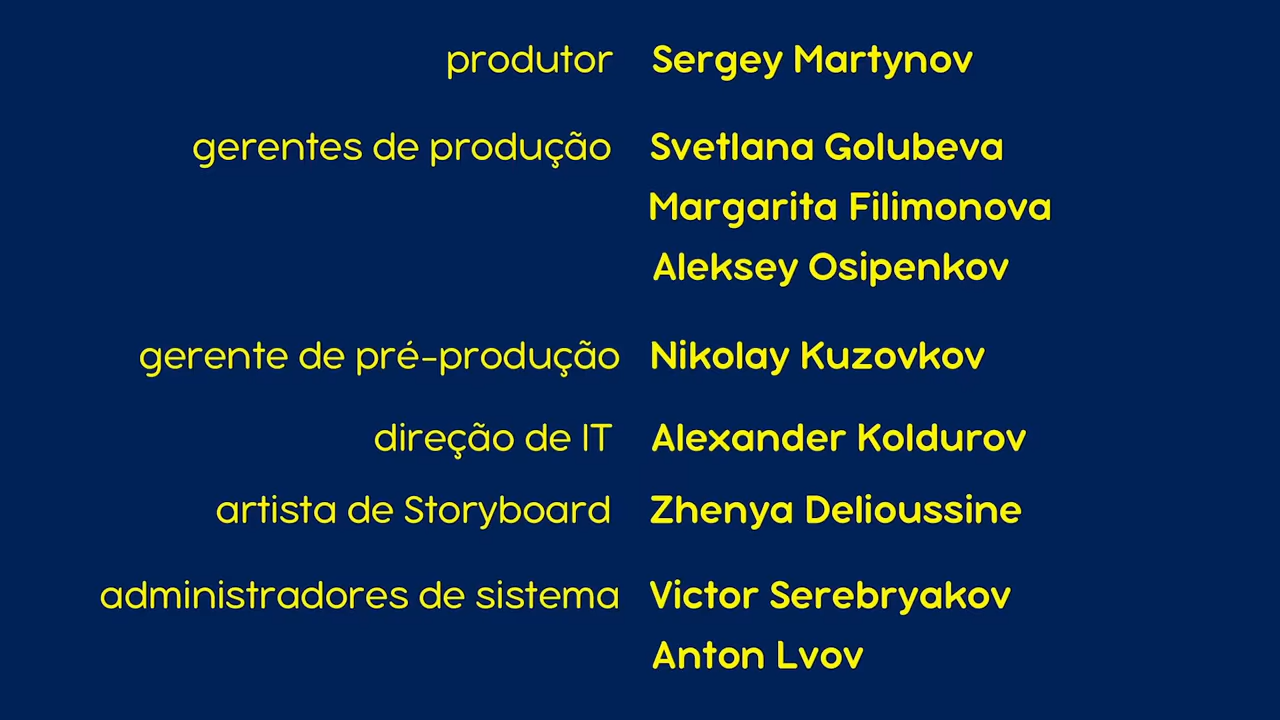 produtor Sergey Martynov
gerentes de produção Svetlana Golubeva
Margarita Filimonova
Aleksey Osipenkov
gerente de pré-produção Nikolay Kuzovkov
direção de IT Alexander Koldurov
artista de Storyboard Zhenya Delioussine
administradores de sistema Victor Serebryakov
Anton Lvov